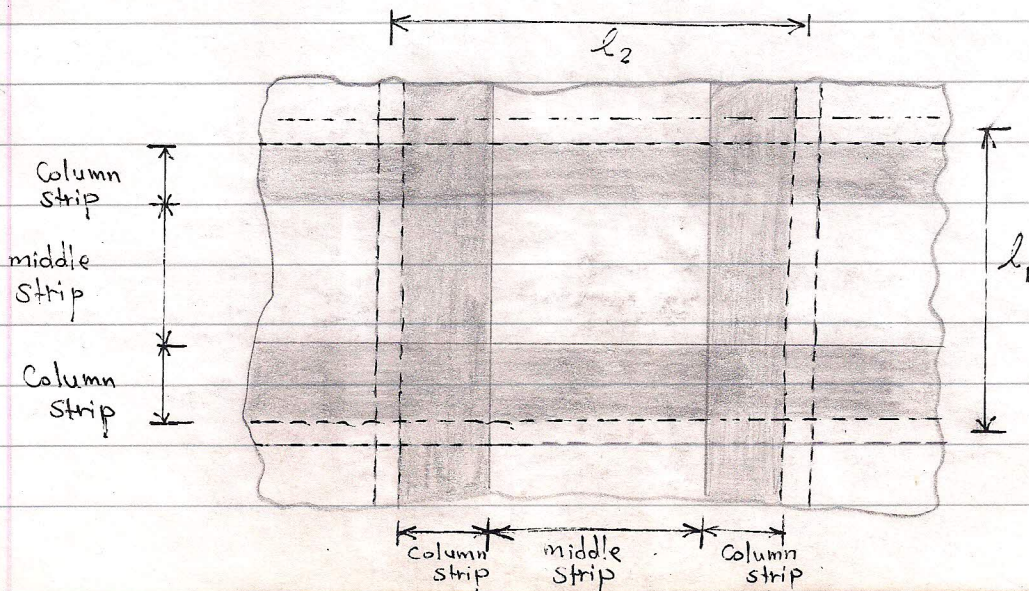 l₂
Column
strip
middle
strip
Column
strip
l₁
Column
strip
middle
strip
Column
strip